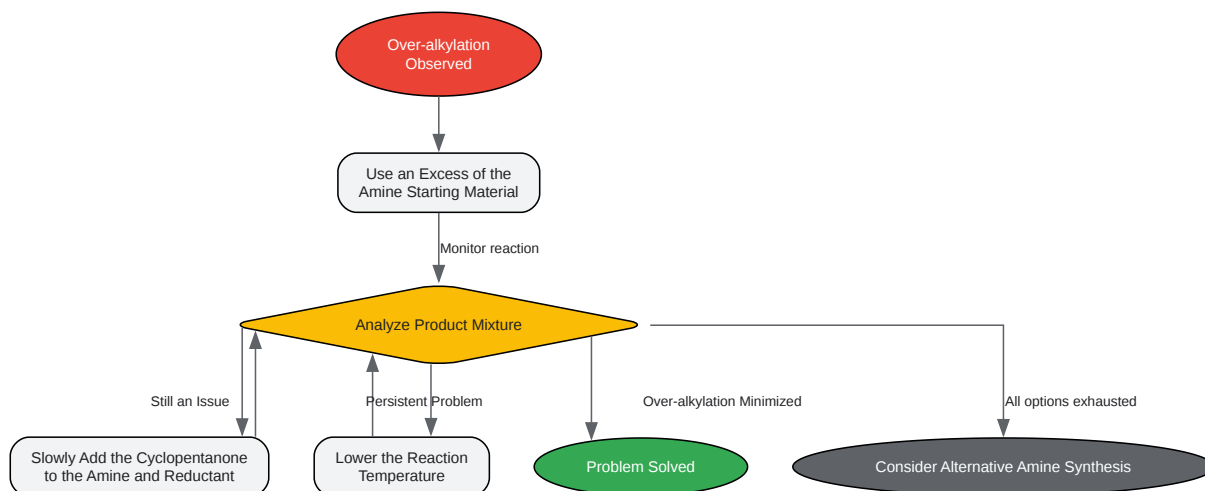 Over-alkylation
Observed
Use an Excess of the
Amine Starting Material
Monitor reaction
Analyze Product Mixture
Still an Issue
Persistent Problem
Over-alkylation Minimized
All options exhausted
Slowly Add the Cyclopentanone
to the Amine and Reductant
Lower the Reaction
Temperature
Problem Solved
Consider Alternative Amine Synthesis